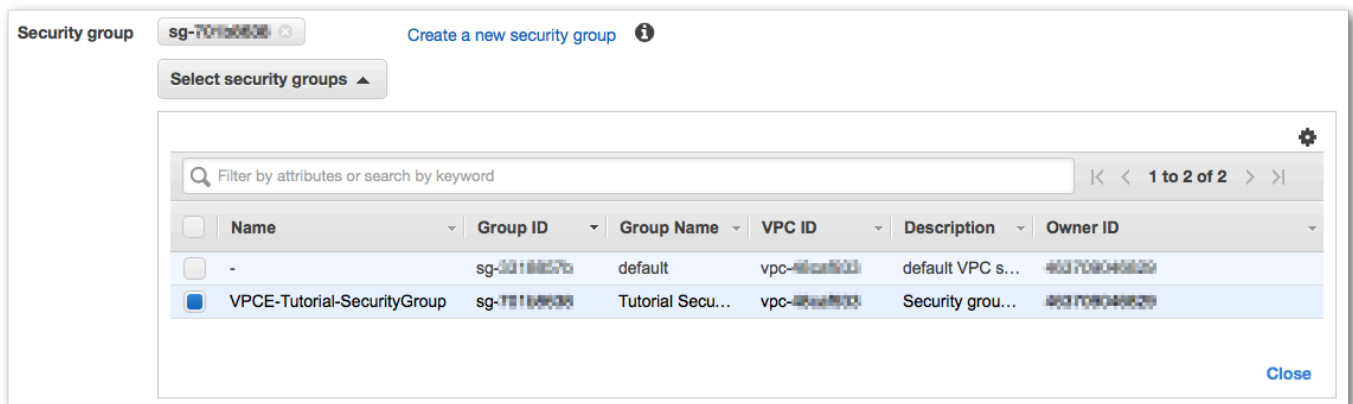 Security group sg- Create a new security group
Select security groups
Filter by attributes or search by keyword 1 to 2 of 2
Name Group ID Group Name VPC ID Description Owner ID
- sg- default vpc- default VPC s...
VPCE-Tutorial-SecurityGroup sg- Tutorial Secu... vpc- Security grou...
Close